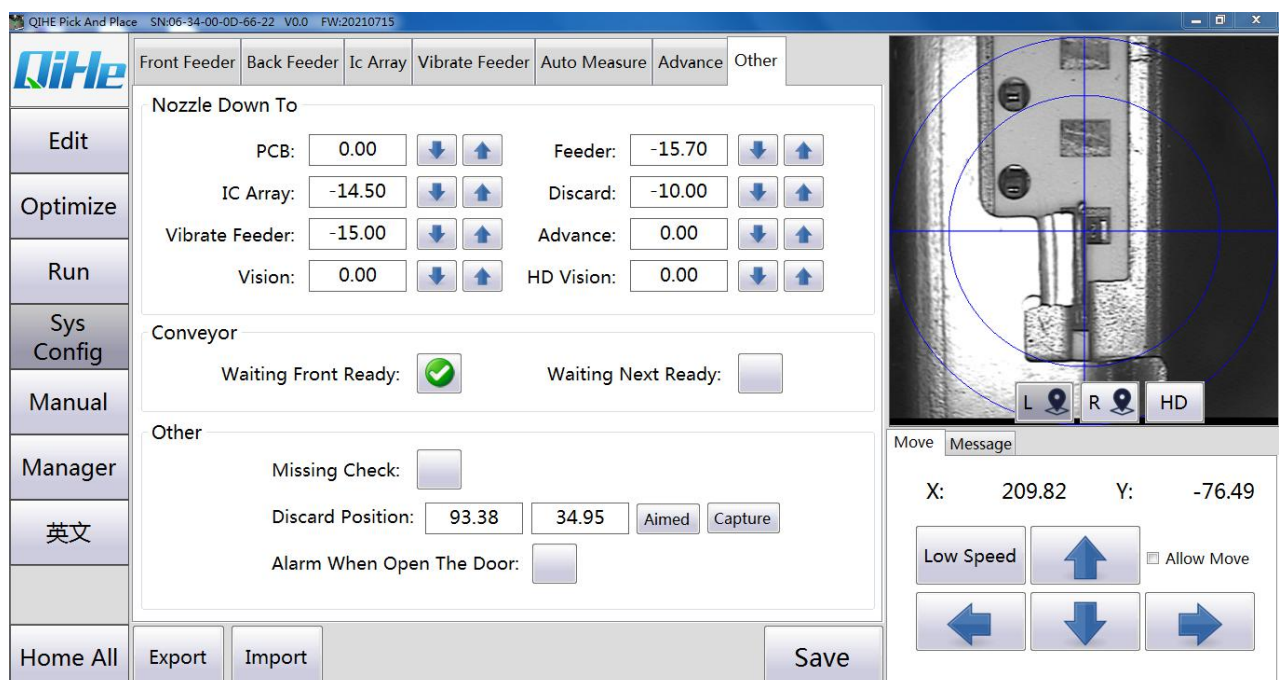 QIHE Pick And Place SN:06-34-00-0D-66-22 V0.0 FW:20210715
QiHe
Edit
Optimize
Run
Sys
Config
Manual
Manager
英文
Home All
Front Feeder Back Feeder Ic Array Vibrate Feeder Auto Measure Advance Other
Nozzle Down To
PCB: 0.00 Feeder: -15.70
IC Array: -14.50 Discard: -10.00
Vibrate Feeder: -15.00 Advance: 0.00
Vision: 0.00 HD Vision: 0.00
Conveyor
Waiting Front Ready: Waiting Next Ready:
Other
Missing Check:
Discard Position: 93.38 34.95 Aimed Capture
Alarm When Open The Door:
Export Import Save
L R HD
Move Message
X: 209.82 Y: -76.49
Low Speed Allow Move